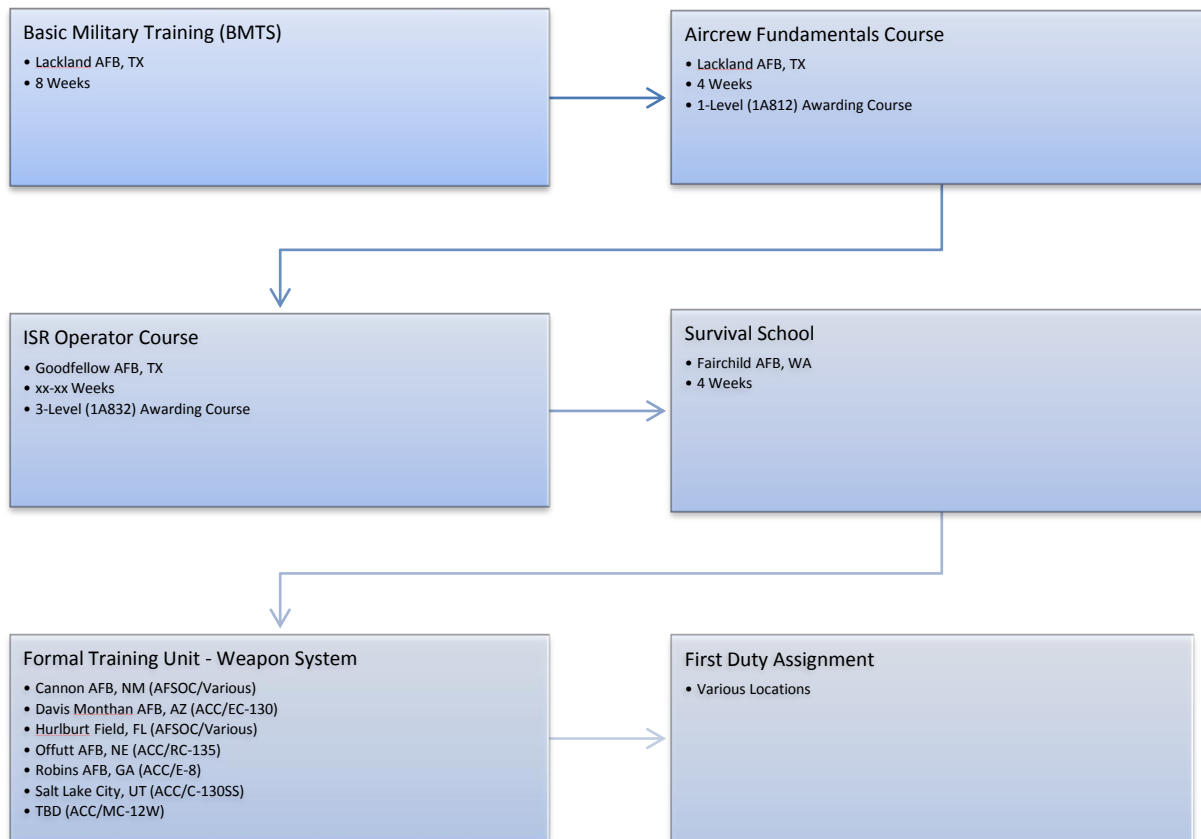 Basic Military Training (BMTS)
• Lackland AFB, TX
• 8 Weeks
Aircrew Fundamentals Course
• Lackland AFB, TX
• 4 Weeks
• 1-Level (1A812) Awarding Course
ISR Operator Course
• Goodfellow AFB, TX
• xx-xx Weeks
• 3-Level (1A832) Awarding Course
Survival School
• Fairchild AFB, WA
• 4 Weeks
Formal Training Unit - Weapon System
• Cannon AFB, NM (AFSOC/Various)
• Davis Monthan AFB, AZ (ACC/EC-130)
• Hurlburt Field, FL (AFSOC/Various)
• Offutt AFB, NE (ACC/RC-135)
• Robins AFB, GA (ACC/E-8)
• Salt Lake City, UT (ACC/C-130SS)
• TBD (ACC/MC-12W)
First Duty Assignment
• Various Locations